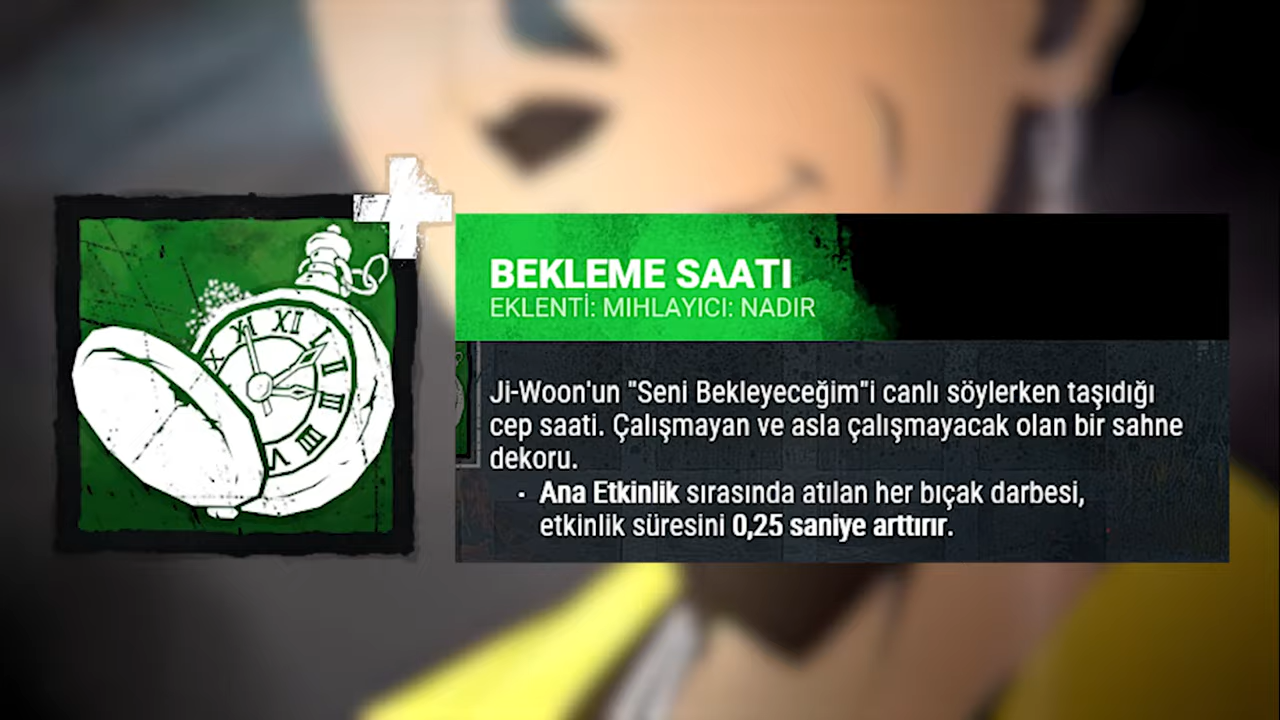 BEKLEME SAATI
EKLENTİ: MIHLAYICI: NADIR
Ji-Woon'un "Seni Bekleyeceğim"i canlı söylerken taşıdığı
cep saati. Çalışmayan ve asla çalışmayacak olan bir sahne
dekoru.
· Ana Etkinlik sırasında atılan her bıçak darbesi,
etkinlik süresini 0,25 saniye arttırır.